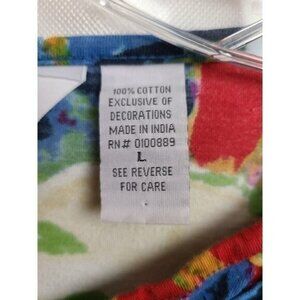 100% COTTON
EXCLUSIVE OF
DECORATIONS
MADE IN INDIA
RN# 0100889
L
SEE REVERSE
FOR CARE